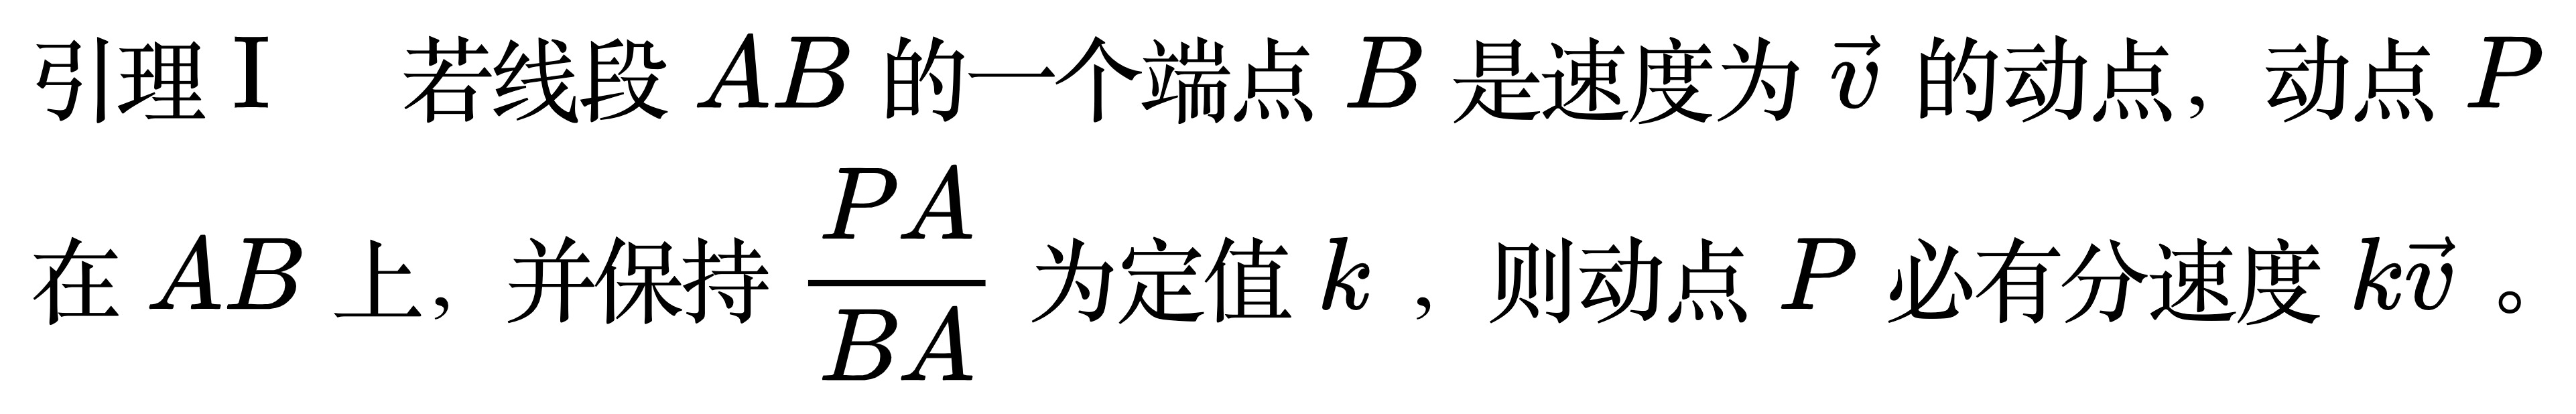 引理 I　若线段 $AB$ 的一个端点 $B$ 是速度为 $\vec{v}$ 的动点，动点 $P$
在 $AB$ 上，并保持 $\dfrac{PA}{BA}$ 为定值 $k$，则动点 $P$ 必有分速度 $k\vec{v}$。